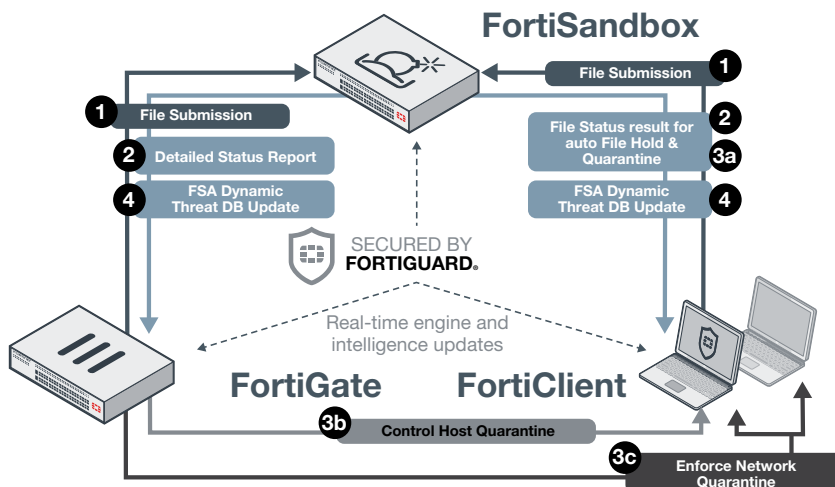 FortiSandbox
File Submission
1
1
File Submission
2
Detailed Status Report
4
FSA Dynamic
Threat DB Update
File Status result for
auto File Hold &
Quarantine
2
3a
FSA Dynamic
Threat DB Update
4
SECURED BY
FORTIGUARD®
Real-time engine and
intelligence updates
FortiGate
FortiClient
3b
Control Host Quarantine
3c
Enforce Network
Quarantine